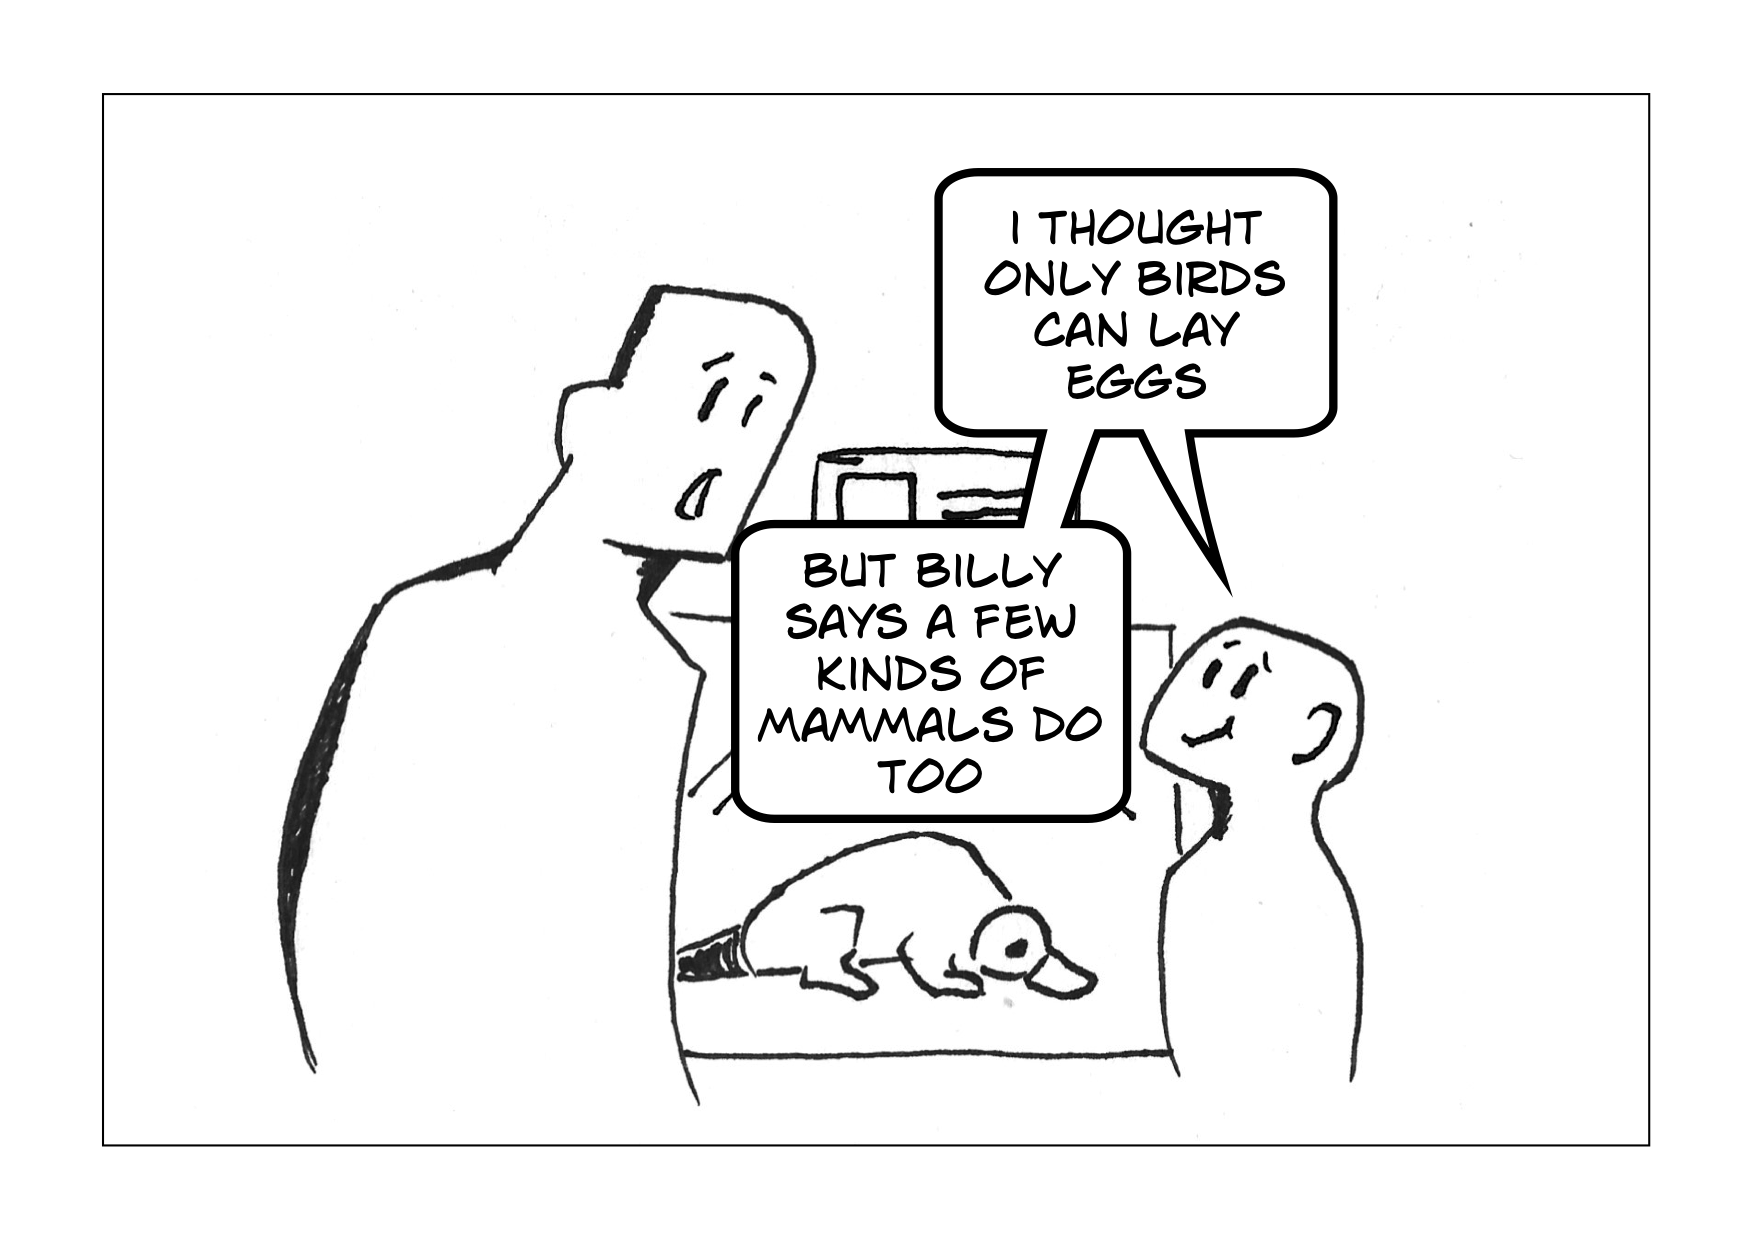 I THOUGHT
ONLY BIRDS
CAN LAY
EGGS
BUT BILLY
SAYS A FEW
KINDS OF
MAMMALS DO
TOO